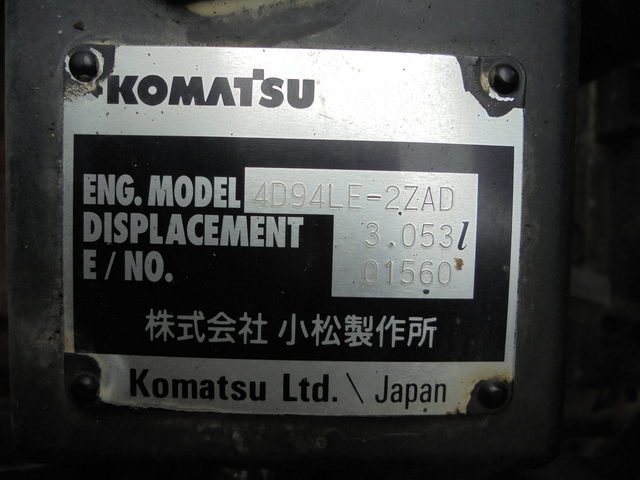 KOMATSU
ENG. MODEL 4D94LE-2ZAD
DISPLACEMENT 3.053l
E / NO. 01560
株式会社 小松製作所
Komatsu Ltd. \ Japan